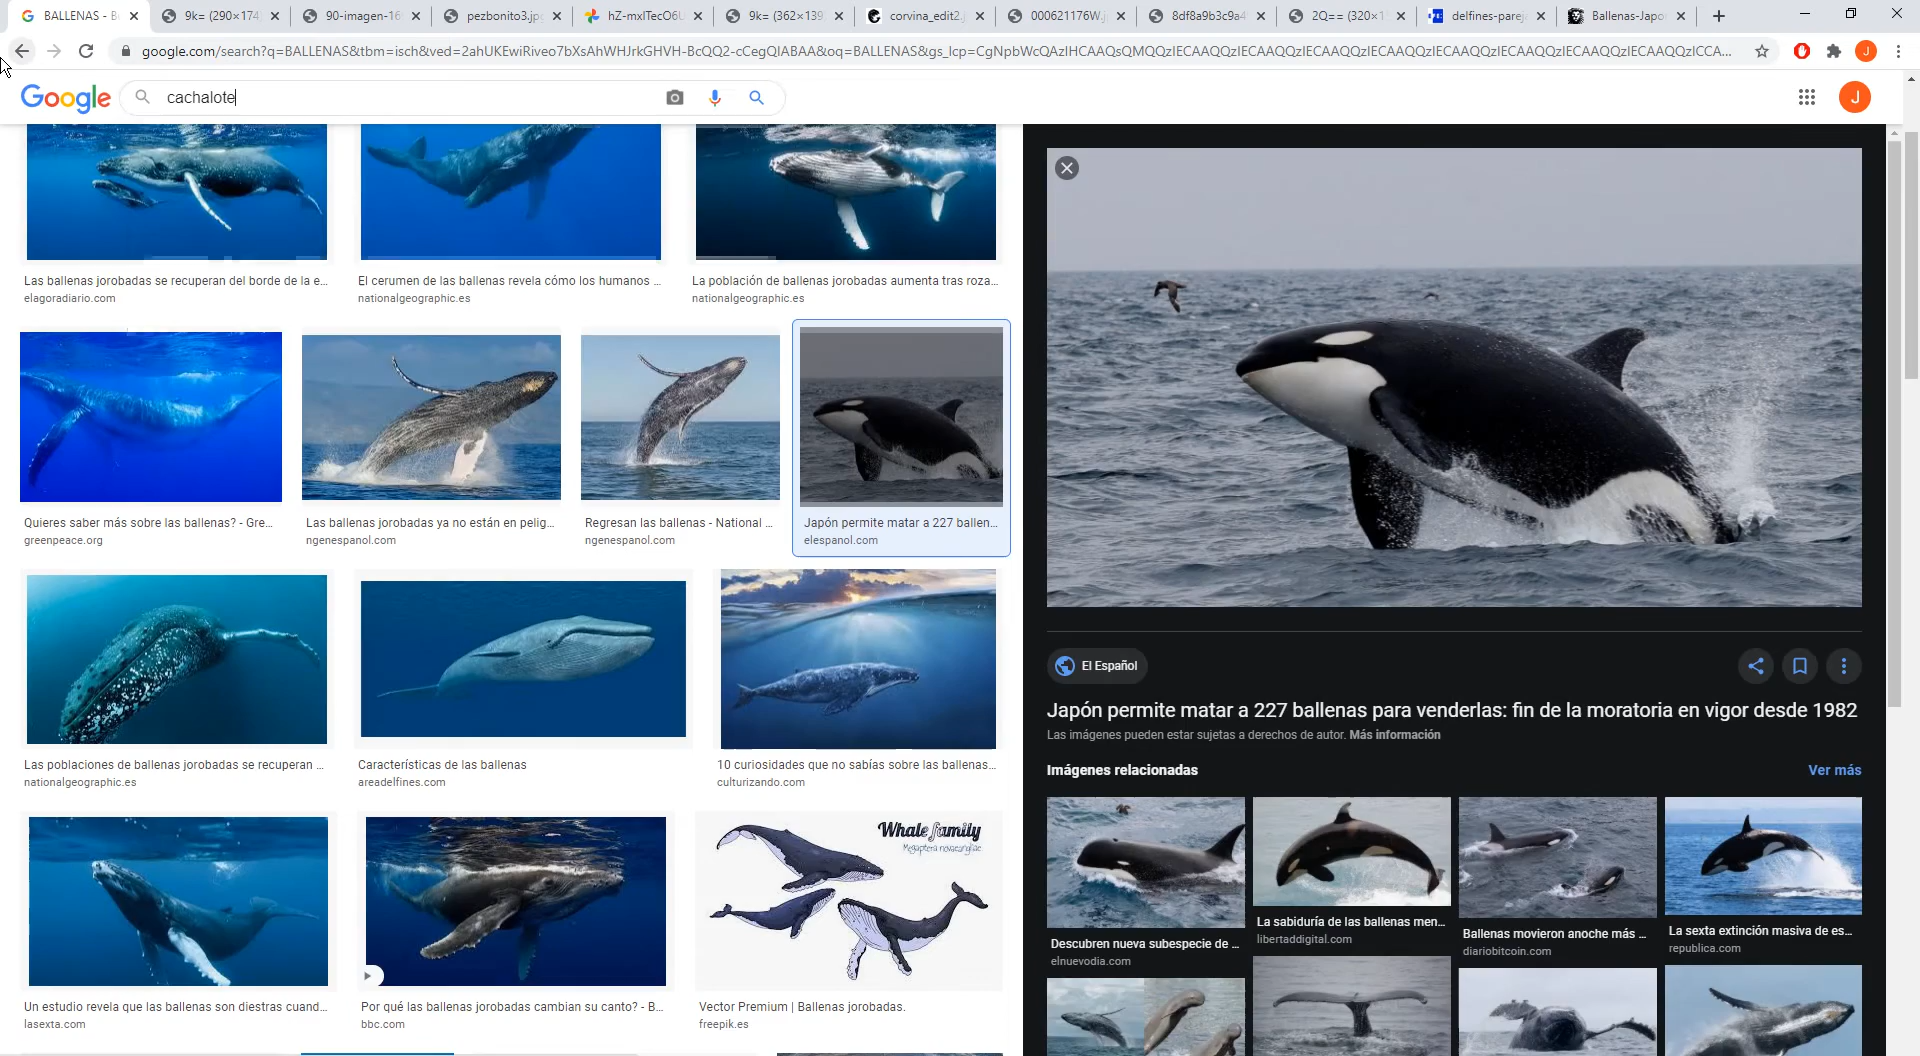 BALLENAS - B
9k= (290×174
90-imagen-16
pezbonito3.jpg
hZ-mxITecO6U
9k= (362×139
corvina_edit2.j
000621176W.j
8df8a9b3c9a4
2Q== (320×1
delfines-pareja
Ballenas-Japo
google.com/search?q=BALLENAS&tbm=isch&ved=2ahUKEwiRiveo7bXsAhWHJrkGHVH-BcQQ2-cCegQIABAA&oq=BALLENAS&gs_lcp=CgNpbWcQAzIHCAAQsQMQQzIECAAQQzIECAAQQzIECAAQQzIECAAQQzIECAAQQzIECAAQQzIECAAQQzICCA...
J
Google
cachalote
J
Las ballenas jorobadas se recuperan del borde de la e...
elagoradiario.com
El cerumen de las ballenas revela cómo los humanos ...
nationalgeographic.es
La población de ballenas jorobadas aumenta tras roza...
nationalgeographic.es
Quieres saber más sobre las ballenas? - Gre...
greenpeace.org
Las ballenas jorobadas ya no están en pelig...
ngenespanol.com
Regresan las ballenas - National ...
ngenespanol.com
Japón permite matar a 227 ballen...
elespanol.com
Las poblaciones de ballenas jorobadas se recuperan ...
nationalgeographic.es
Características de las ballenas
areadelfines.com
10 curiosidades que no sabías sobre las ballenas...
culturizando.com
Whale family
Megaptera novaeangliae
Un estudio revela que las ballenas son diestras cuand...
lasexta.com
Por qué las ballenas jorobadas cambian su canto? - B...
bbc.com
Vector Premium | Ballenas jorobadas.
freepik.es
El Español
Japón permite matar a 227 ballenas para venderlas: fin de la moratoria en vigor desde 1982
Las imágenes pueden estar sujetas a derechos de autor. Más información
Imágenes relacionadas
Ver más
Descubren nueva subespecie de ...
elnuevodia.com
La sabiduría de las ballenas men...
libertaddigital.com
Ballenas movieron anoche más ...
diariobitcoin.com
La sexta extinción masiva de es...
republica.com